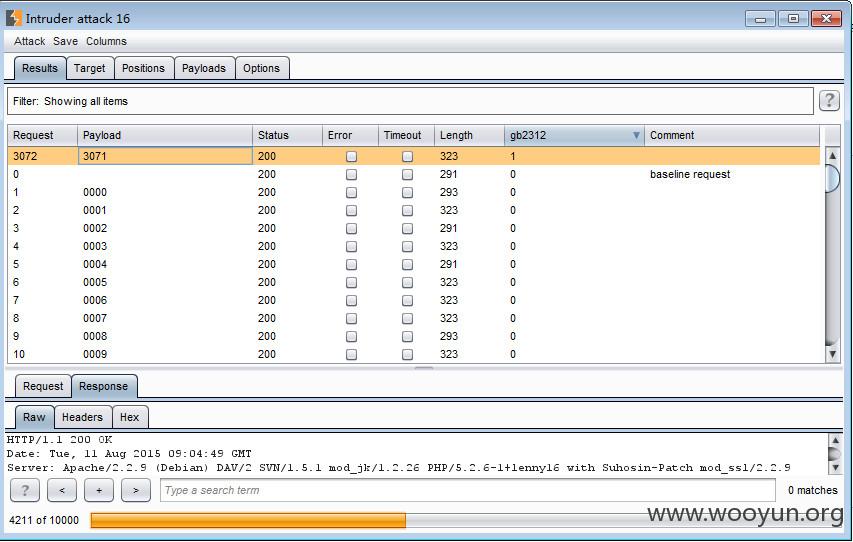 Intruder attack 16
Attack Save Columns
Results Target Positions Payloads Options
Filter: Showing all items ?
Request Payload Status Error Timeout Length gb2312 Comment
3072 3071 200 323 1
0 200 291 0 baseline request
1 0000 200 293 0
2 0001 200 323 0
3 0002 200 291 0
4 0003 200 323 0
5 0004 200 291 0
6 0005 200 323 0
7 0006 200 323 0
8 0007 200 323 0
9 0008 200 293 0
10 0009 200 323 0
Request Response
Raw Headers Hex
HTTP/1.1 200 OK
Date: Tue, 11 Aug 2015 09:04:49 GMT
Server: Apache/2.2.9 (Debian) DAV/2 SVN/1.5.1 mod_jk/1.2.26 PHP/5.2.6-1+lenny16 with Suhosin-Patch mod_ssl/2.2.9
? < + > Type a search term 0 matches
4211 of 10000
www.wooyun.org